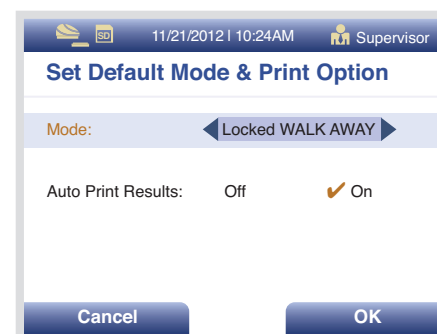 SD 11/21/2012 | 10:24AM Supervisor
Set Default Mode & Print Option
Mode: Locked WALK AWAY
Auto Print Results: Off ✔ On
Cancel OK